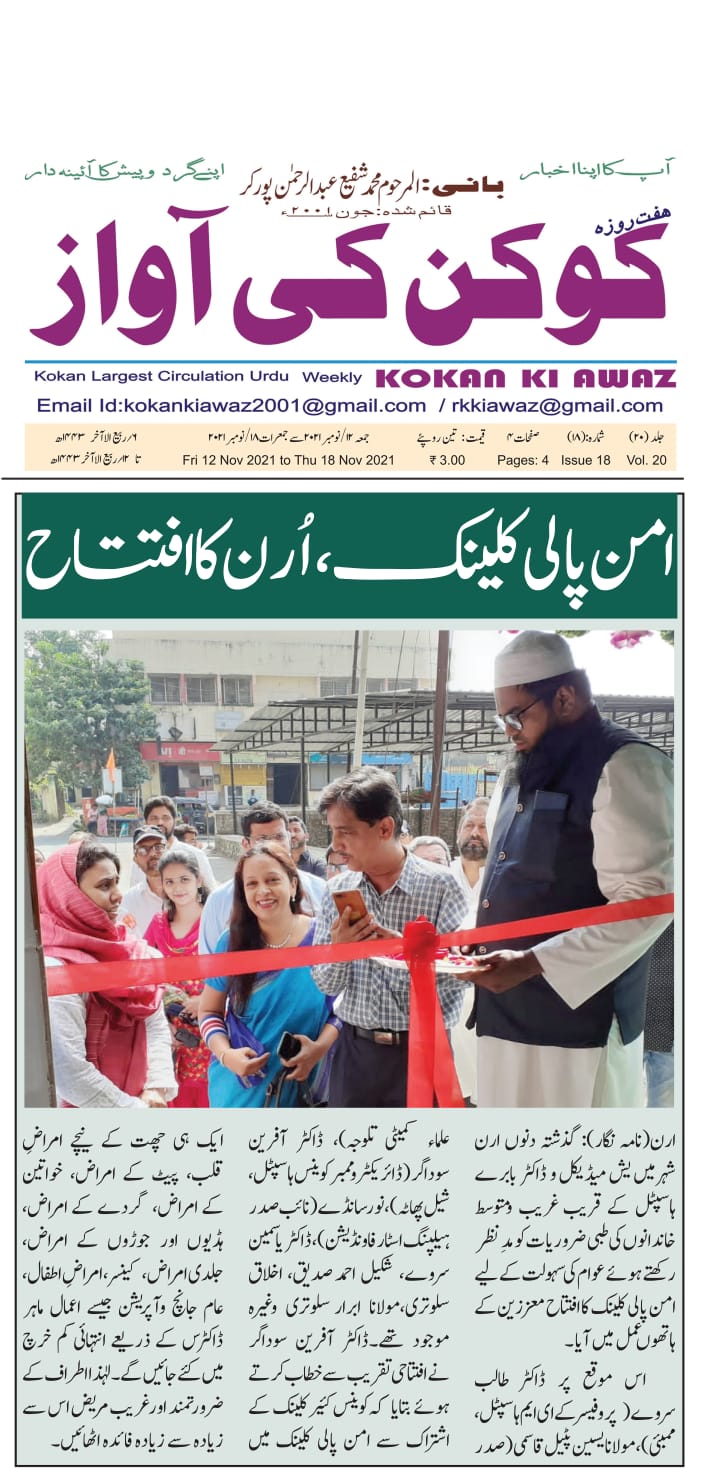 آپ کا اپنا اخبار
اپنے گرد و پیش کا آئینہ دار
بانی: المرحوم محمد شفیع عبدالرحمٰن پورکر
قائم شدہ: جون ۲۰۰۱ء
ہفت روزہ
کوکن کی آواز
Kokan Largest Circulation Urdu Weekly KOKAN KI AWAZ
Email Id:kokankiawaz2001@gmail.com / rkkiawaz@gmail.com
جلد (۲۰) شمارہ: (۱۸) صفحات ۴ قیمت: تین روپئے جمعہ ۱۲/نومبر ۲۰۲۱ سے جمعرات ۱۸/نومبر ۲۰۲۱ ۶/ربیع الآخر ۱۴۴۳ھ
Vol. 20 Issue 18 Pages: 4 ₹ 3.00 Fri 12 Nov 2021 to Thu 18 Nov 2021 تا ۱۲/ربیع الآخر ۱۴۴۳ھ
امن پالی کلینک، اُرن کا افتتاح
ارن (نامہ نگار): گذشتہ دنوں ارن
شہر میں یش میڈیکل و ڈاکٹر بابرے
ہاسپٹل کے قریب غریب و متوسط
خاندانوں کی طبی ضروریات کو مدِ نظر
رکھتے ہوئے عوام کی سہولت کے لیے
امن پالی کلینک کا افتتاح معززین کے
ہاتھوں عمل میں آیا۔
اس موقع پر ڈاکٹر طالب
سروے (پروفیسر کے ای ایم ہاسپٹل،
ممبئی)، مولانا یسین پٹیل قاسمی (صدر
علماء کمیٹی تلوجہ)، ڈاکٹر آفرین
سوداگر (ڈائریکٹر و ممبر کوینس ہاسپٹل،
شیل پھاٹہ)، نور سانڈے (نائب صدر
ہیلپنگ اسٹار فاونڈیشن)، ڈاکٹر یاسمین
سروے، شکیل احمد صدیق، اخلاق
سلوتری، مولانا ابرار سلوتری وغیرہ
موجود تھے۔ ڈاکٹر آفرین سوداگر
نے افتتاحی تقریب سے خطاب کرتے
ہوئے بتایا کہ کوینس کئیر کلینک کے
اشتراک سے امن پالی کلینک میں
ایک ہی چھت کے نیچے امراضِ
قلب، پیٹ کے امراض، خواتین
کے امراض، گردے کے امراض،
ہڈیوں اور جوڑوں کے امراض،
جلدی امراض، کینسر، امراضِ اطفال،
عام جانچ و آپریشن جیسے اعمال ماہر
ڈاکٹرس کے ذریعے انتہائی کم خرچ
میں کئے جائیں گے۔ لہٰذا اطراف کے
ضرورتمند اور غریب مریض اس سے
زیادہ سے زیادہ فائدہ اٹھائیں۔